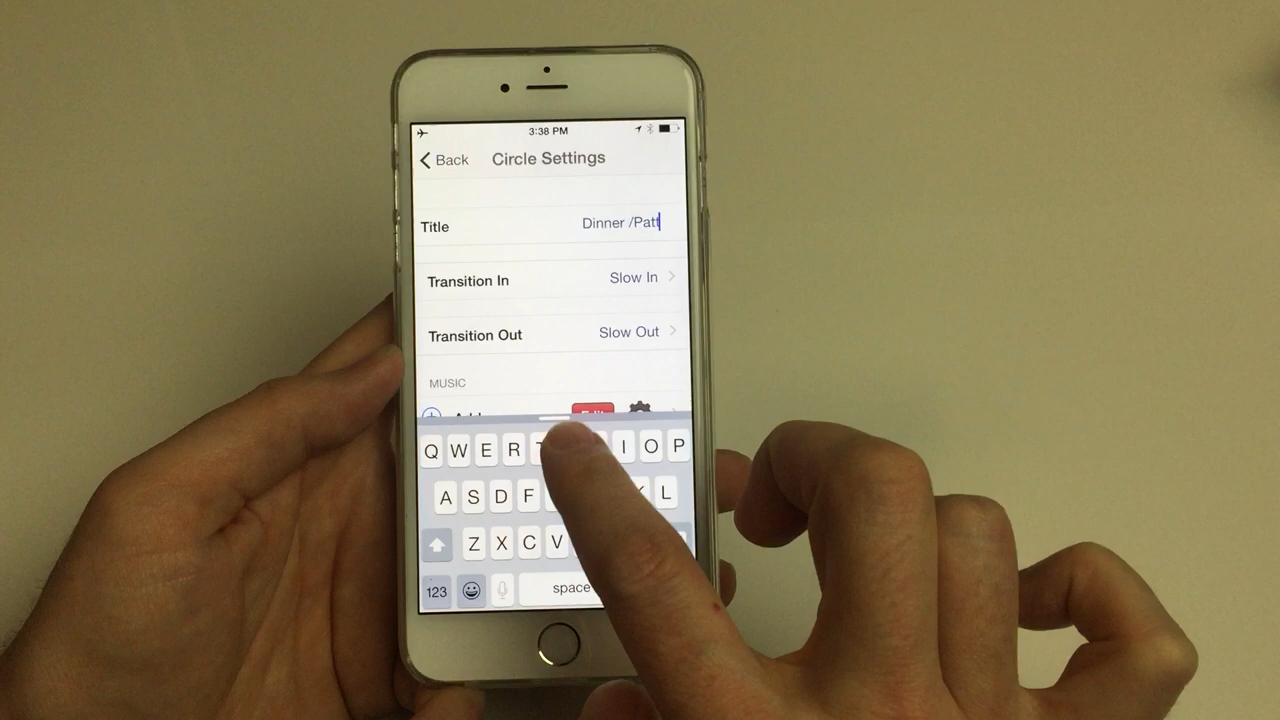 3:38 PM
Back Circle Settings
Title Dinner /Patt
Transition In Slow In
Transition Out Slow Out
MUSIC
Q W E R I O P
A S D F L
Z X C V
123 space